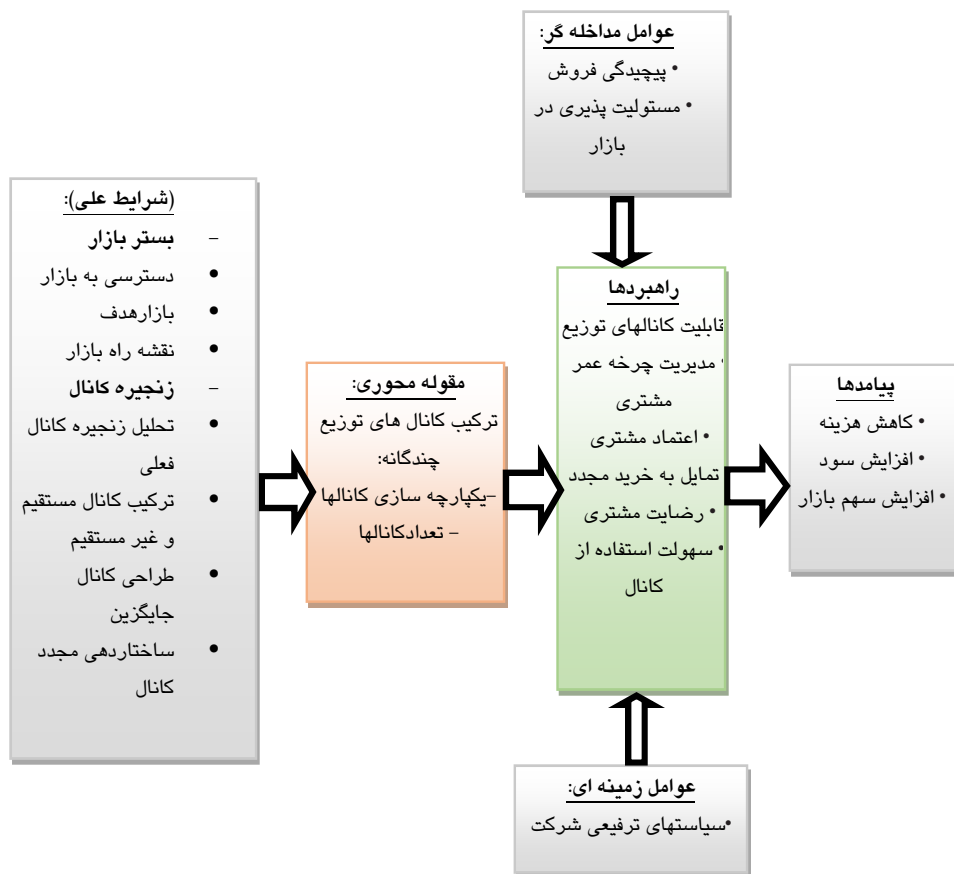 عوامل مداخله گر:
• پیچیدگی فروش
• مسئولیت پذیری در
بازار
(شرایط علی):
– بستر بازار
• دسترسی به بازار
• بازارهدف
• نقشه راه بازار
– زنجیره کانال
• تحلیل زنجیره کانال
فعلی
• ترکیب کانال مستقیم
و غیر مستقیم
• طراحی کانال
جایگزین
• ساختاردهی مجدد
کانال
مقوله محوری:
ترکیب کانال های توزیع
چندگانه:
–یکپارچه سازی کانالها
– تعدادکانالها
راهبردها
قابلیت کانالهای توزیع
• مدیریت چرخه عمر
مشتری
• اعتماد مشتری
تمایل به خرید مجدد
• رضایت مشتری
• سهولت استفاده از
کانال
پیامدها
• کاهش هزینه
• افزایش سود
• افزایش سهم بازار
عوامل زمینه ای:
•سیاستهای ترفیعی شرکت